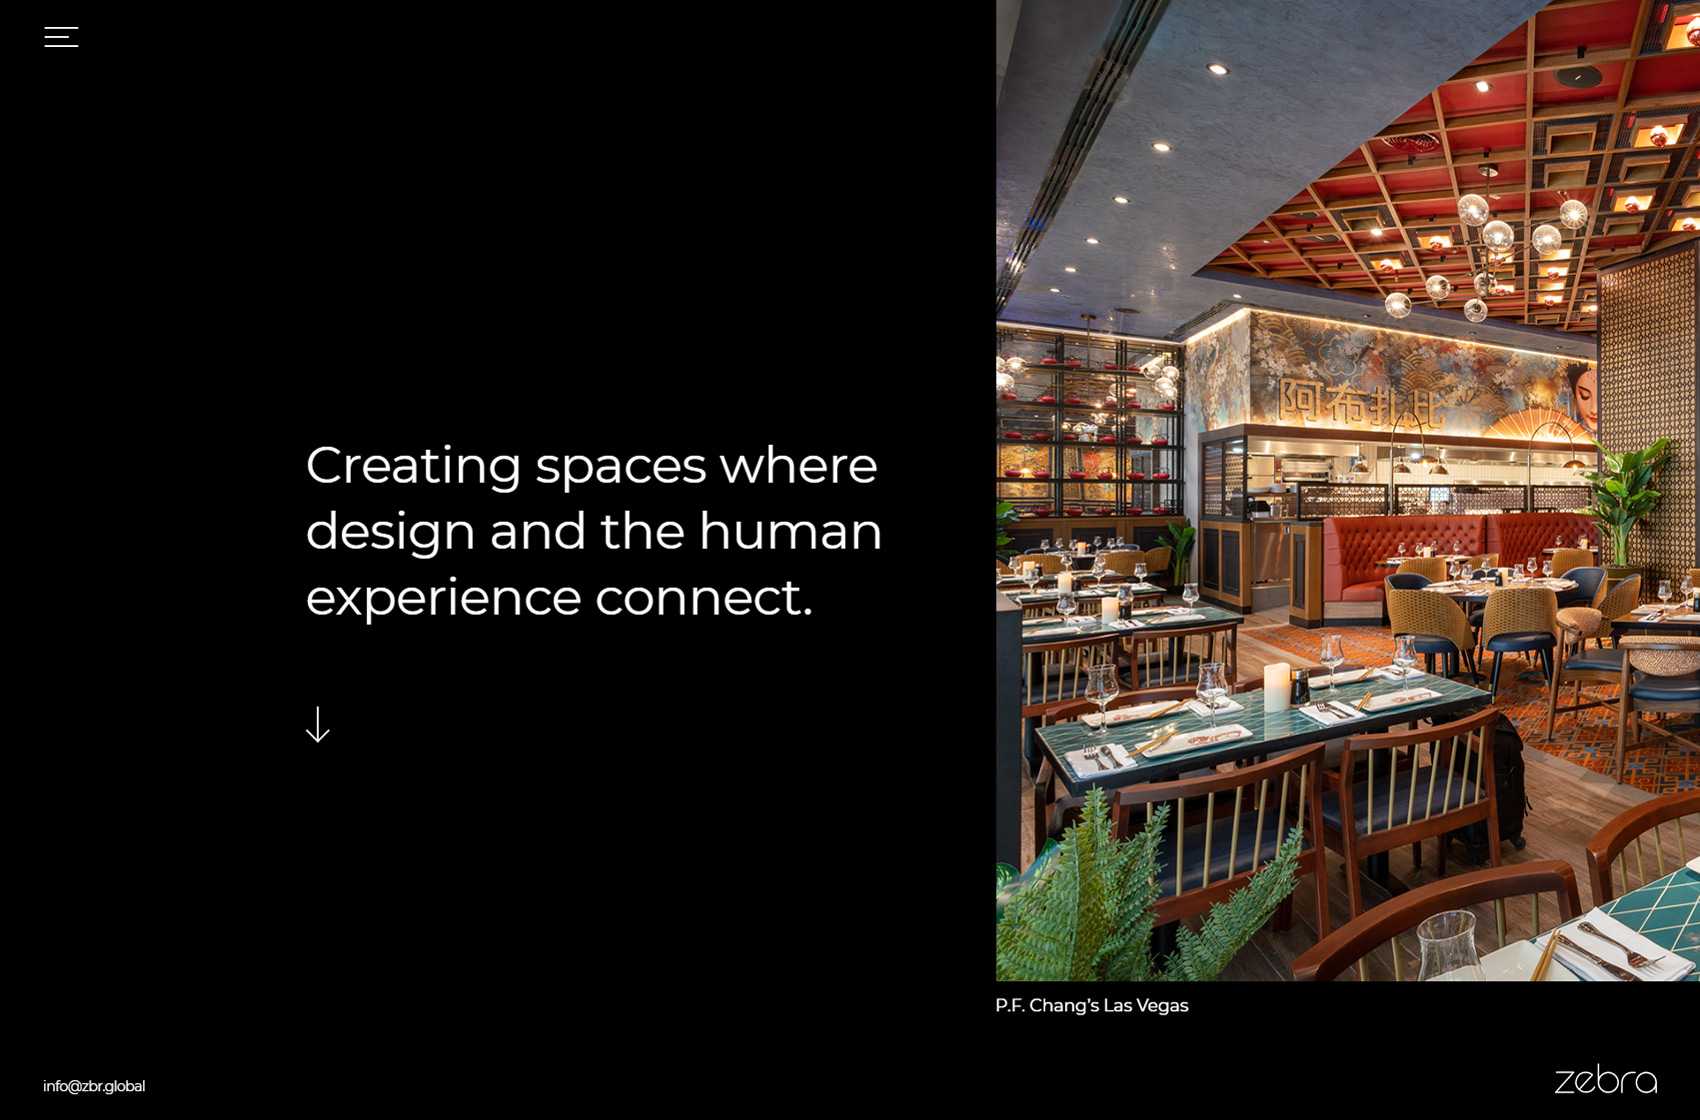 Creating spaces where
design and the human
experience connect.
阿布扎比
P.F. Chang's Las Vegas
info@zbr.global
zebra